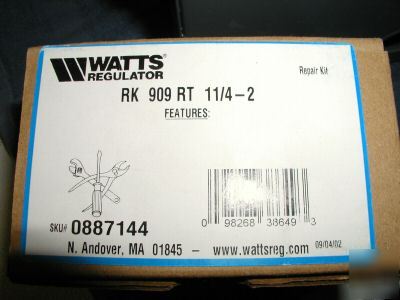 WATTS
REGULATOR
Repair Kit
RK 909 RT 11/4-2
FEATURES:
0 98268 38649 3
SKU# 0887144
N. Andover, MA 01845 - www.wattsreg.com 09/04/02